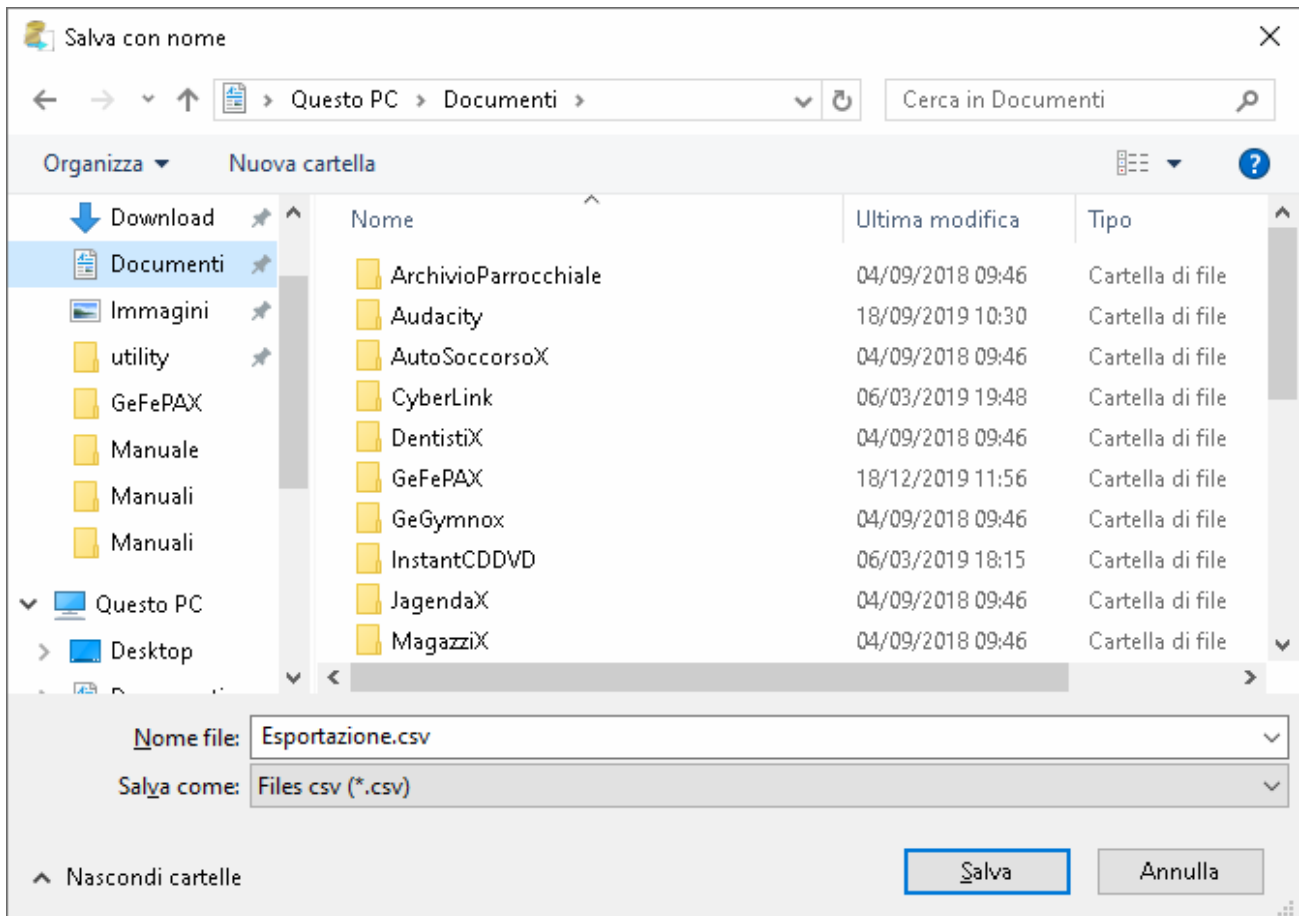 Salva con nome
Questo PC > Documenti >
Cerca in Documenti
Organizza
Nuova cartella
Download
Documenti
Immagini
utility
GeFePAX
Manuale
Manuali
Manuali
Questo PC
Desktop
Nome Ultima modifica Tipo
ArchivioParrocchiale 04/09/2018 09:46 Cartella di file
Audacity 18/09/2019 10:30 Cartella di file
AutoSoccorsoX 04/09/2018 09:46 Cartella di file
CyberLink 06/03/2019 19:48 Cartella di file
DentistiX 04/09/2018 09:46 Cartella di file
GeFePAX 18/12/2019 11:56 Cartella di file
GeGymnox 04/09/2018 09:46 Cartella di file
InstantCDDVD 06/03/2019 18:15 Cartella di file
JagendaX 04/09/2018 09:46 Cartella di file
MagazziX 04/09/2018 09:46 Cartella di file
Nome file: Esportazione.csv
Salva come: Files csv (*.csv)
Nascondi cartelle
Salva
Annulla